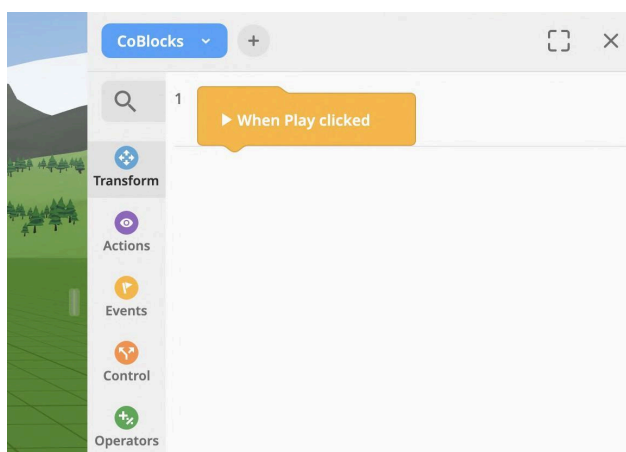 CoBlocks
1
When Play clicked
Transform
Actions
Events
Control
Operators